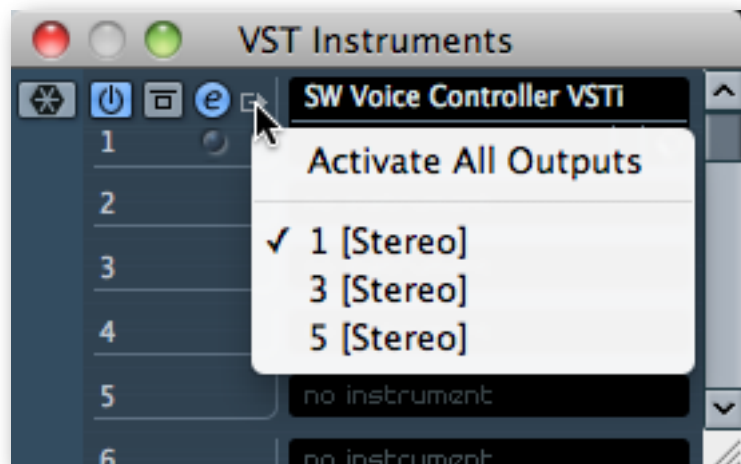 VST Instruments
e
SW Voice Controller VSTi
1
Activate All Outputs
2
✓ 1 [Stereo]
3
3 [Stereo]
4
5 [Stereo]
5 no instrument
6 no instrument